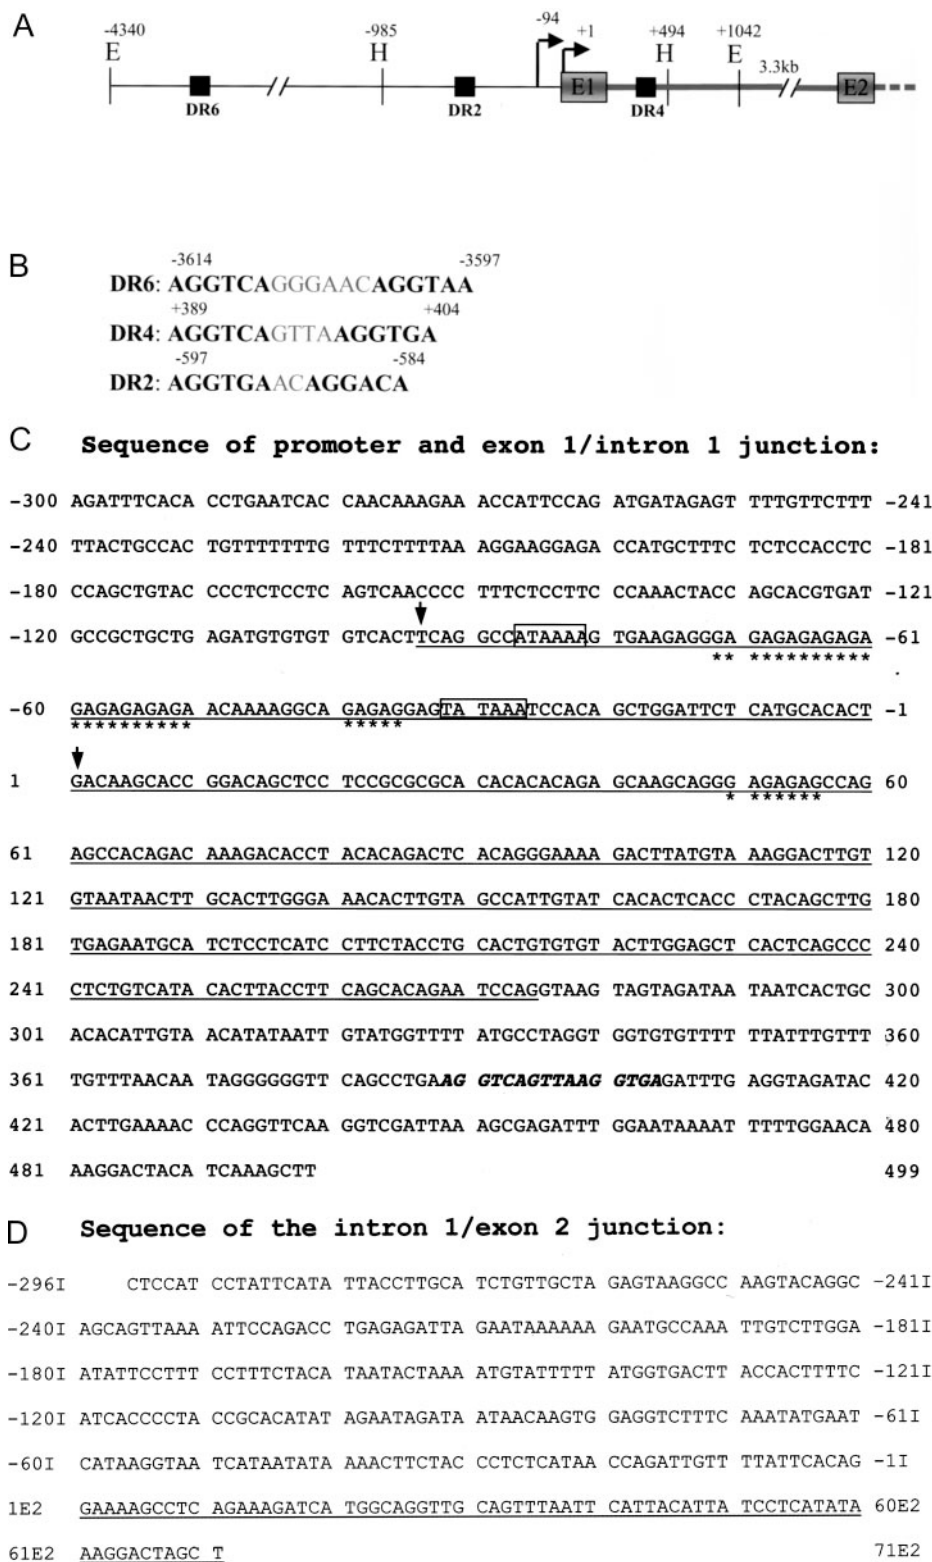 A
-4340 -985 -94 +1 +494 +1042
E H H E 3.3kb
E1 E2
DR6 DR2 DR4
B
-3614 -3597
DR6: AGGTCAGGGAACAGGTAA
+389 +404
DR4: AGGTCAGTTAAGGTGA
-597 -584
DR2: AGGTGAACAGGACA
C Sequence of promoter and exon 1/intron 1 junction:
-300 AGATTTCACA CCTGAATCAC CAACAAAGAA ACCATTCCAG ATGATAGAGT TTTGTTCTTT -241
-240 TTACTGCCAC TGTTTTTTTG TTTCTTTTAA AGGAAGGAGA CCATGCTTTC TCTCCACCTC -181
-180 CCAGCTGTAC CCCTCTCCTC AGTCAACCCC TTTCTCCTTC CCAAACTACC AGCACGTGAT -121
-120 GCCGCTGCTG AGATGTGTGT GTCACTTCAG GCCATAAAAG TGAAGAGGGA GAGAGAGAGA -61
** **********
-60 GAGAGAGAGA ACAAAAGGCA GAGAGGAGTA TAAATCCACA GCTGGATTCT CATGCACACT -1
********** *****
1 GACAAGCACC GGACAGCTCC TCCGCGCGCA CACACACAGA GCAAGCAGGG AGAGAGCCAG 60
* ******
61 AGCCACAGAC AAAGACACCT ACACAGACTC ACAGGGAAAA GACTTATGTA AAGGACTTGT 120
121 GTAATAACTT GCACTTGGGA AACACTTGTA GCCATTGTAT CACACTCACC CTACAGCTTG 180
181 TGAGAATGCA TCTCCTCATC CTTCTACCTG CACTGTGTGT ACTTGGAGCT CACTCAGCCC 240
241 CTCTGTCATA CACTTACCTT CAGCACAGAA TCCAGGTAAG TAGTAGATAA TAATCACTGC 300
301 ACACATTGTA ACATATAATT GTATGGTTTT ATGCCTAGGT GGTGTGTTTT TTATTTGTTT 360
361 TGTTTAACAA TAGGGGGGTT CAGCCTGAAG GTCAGTTAAG GTGAGATTTG AGGTAGATAC 420
421 ACTTGAAAAC CCAGGTTCAA GGTCGATTAA AGCGAGATTT GGAATAAAAT TTTTGGAACA 480
481 AAGGACTACA TCAAAGCTT 499
D Sequence of the intron 1/exon 2 junction:
-296I CTCCAT CCTATTCATA TTACCTTGCA TCTGTTGCTA GAGTAAGGCC AAGTACAGGC -241I
-240I AGCAGTTAAA ATTCCAGACC TGAGAGATTA GAATAAAAAA GAATGCCAAA TTGTCTTGGA -181I
-180I ATATTCCTTT CCTTTCTACA TAATACTAAA ATGTATTTTT ATGGTGACTT ACCACTTTTC -121I
-120I ATCACCCCTA CCGCACATAT AGAATAGATA ATAACAAGTG GAGGTCTTTC AAATATGAAT -61I
-60I CATAAGGTAA TCATAATATA AAACTTCTAC CCTCTCATAA CCAGATTGTT TTATTCACAG -1I
1E2 GAAAAGCCTC AGAAAGATCA TGGCAGGTTG CAGTTTAATT CATTACATTA TCCTCATATA 60E2
61E2 AAGGACTAGC T 71E2